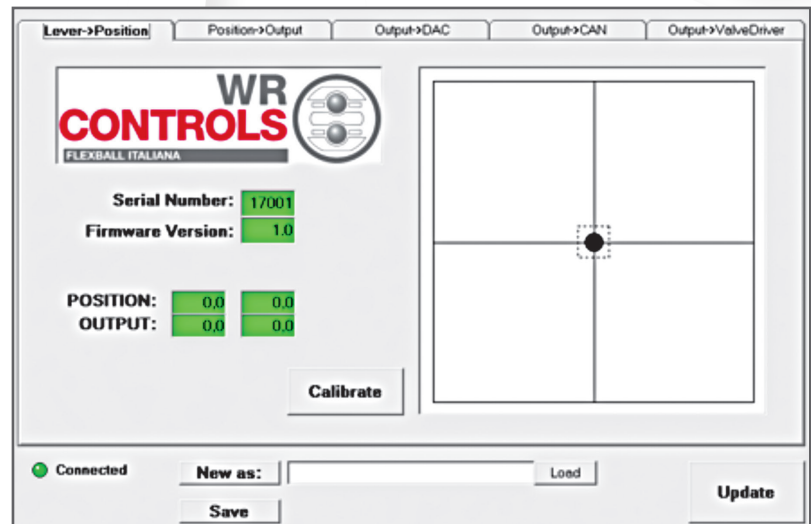 Lever->Position Position->Output Output->DAC Output->CAN Output->ValveDriver
WR
CONTROLS
FLEXBALL ITALIANA
Serial Number: 17001
Firmware Version: 1.0
POSITION: 0,0 0,0
OUTPUT: 0,0 0,0
Calibrate
Connected New as: Load
Save
Update